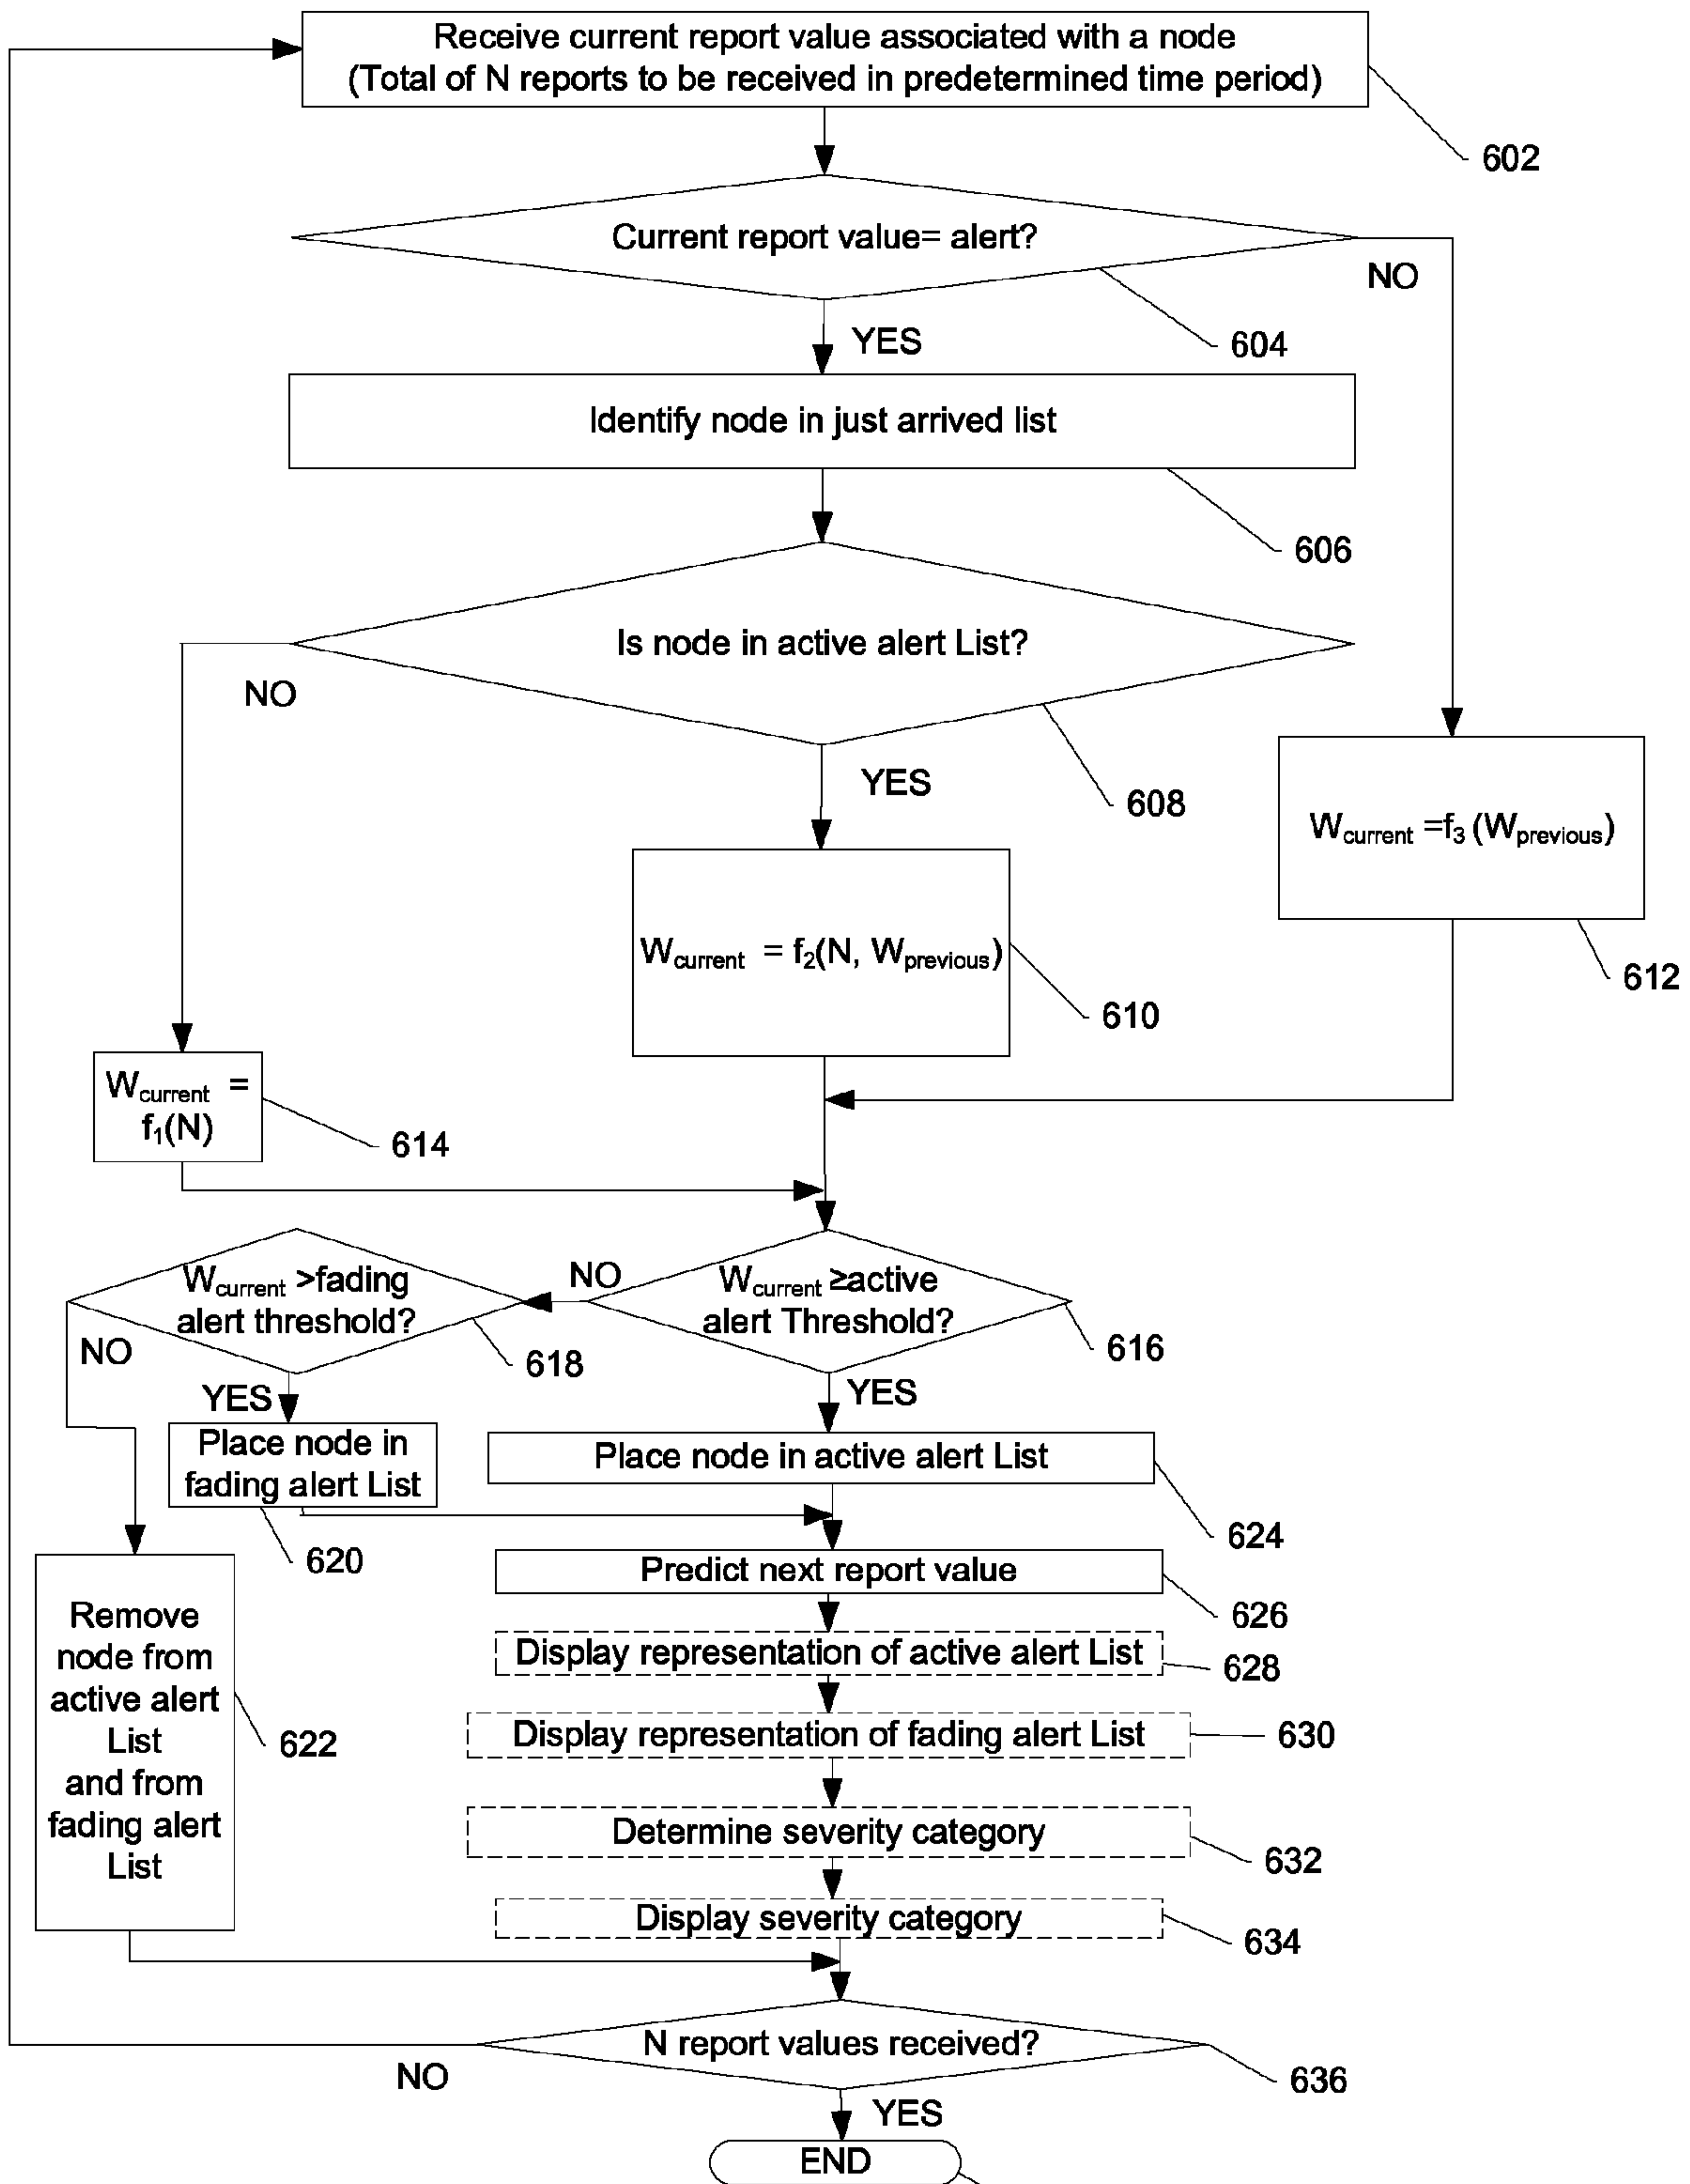 Receive current report value associated with a node
(Total of N reports to be received in predetermined time period)
602
Current report value= alert?
NO
604
YES
Identify node in just arrived list
606
Is node in active alert List?
NO
YES
608
Wcurrent =f3 (Wprevious)
612
Wcurrent = f2(N, Wprevious)
610
Wcurrent =
f1(N)
614
Wcurrent >fading
alert threshold?
NO
Wcurrent ≥active
alert Threshold?
616
NO
618
YES
YES
Place node in
fading alert List
620
Place node in active alert List
624
Predict next report value
626
Remove
node from
active alert
List
and from
fading alert
List
622
Display representation of active alert List
628
Display representation of fading alert List
630
Determine severity category
632
Display severity category
634
N report values received?
636
NO
YES
END